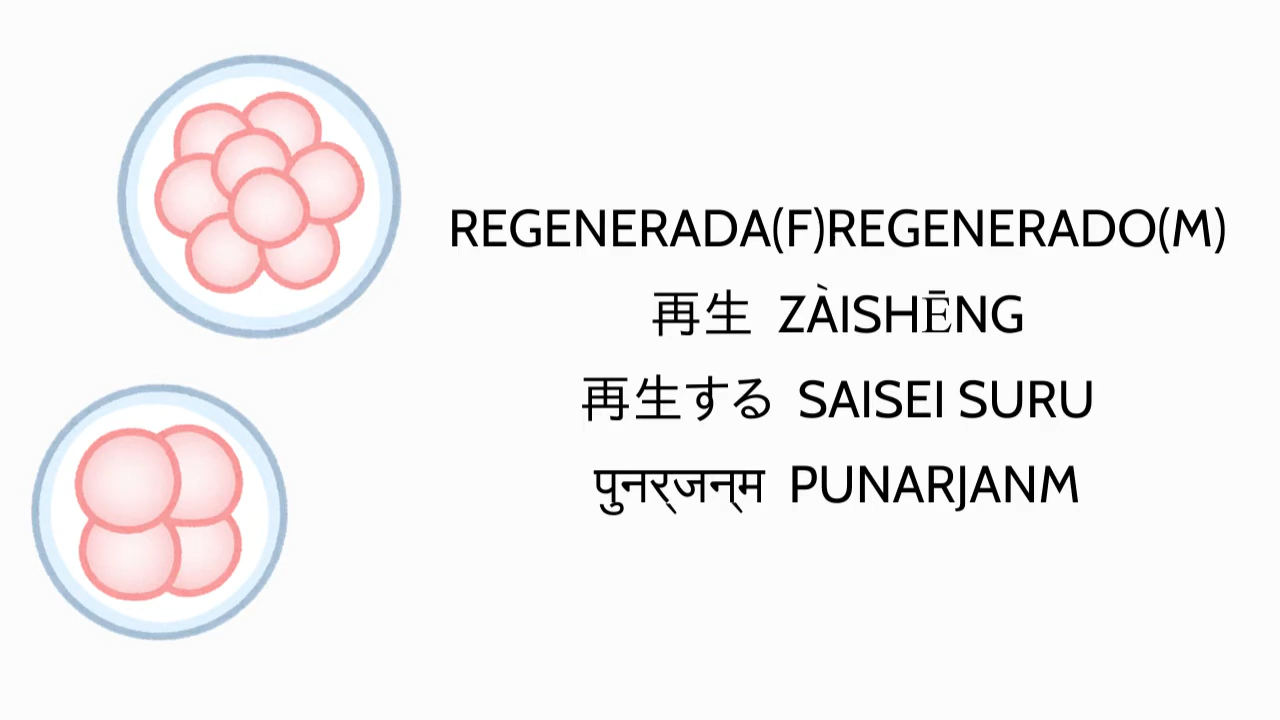 REGENERADA(F)REGENERADO(M)
再生 ZÀISHĒNG
再生する SAISEI SURU
पुनर्‌जन्‌म PUNARJANM